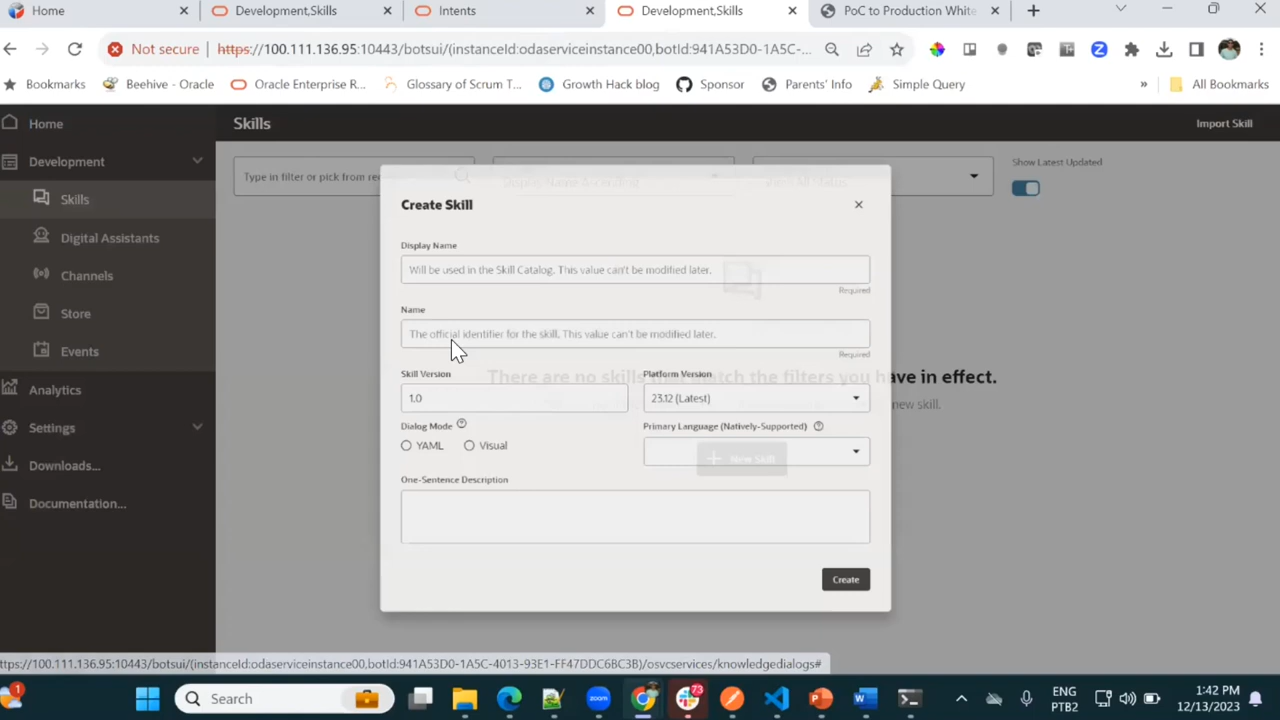 Home
Development,Skills
Intents
Development,Skills
PoC to Production White
Not secure
https://100.111.136.95:10443/botsui/(instanceId:odaserviceinstance00,botId:941A53D0-1A5C-...
Bookmarks
Beehive - Oracle
Oracle Enterprise R...
Glossary of Scrum T...
Growth Hack blog
Sponsor
Parents' Info
Simple Query
»
All Bookmarks
Home
Development
Skills
Digital Assistants
Channels
Store
Events
Analytics
Settings
Downloads...
Documentation...
Skills
Import Skill
Type in filter or pick from re
Display Name Ascending
Show Latest Updated
Create Skill
Display Name
Will be used in the Skill Catalog. This value can't be modified later.
Required
Name
The official identifier for the skill. This value can't be modified later.
Required
There are no skills that match the filters you have in effect.
new skill.
Skill Version
1.0
Platform Version
23.12 (Latest)
Dialog Mode
YAML
Visual
Primary Language (Natively-Supported)
New Skill
One-Sentence Description
Create
ttps://100.111.136.95:10443/botsui/(instanceId:odaserviceinstance00,botId:941A53D0-1A5C-4013-93E1-FF47DDC6BC3B)/osvcservices/knowledgedialogs#
1
Search
zoom
73
ENG
PTB2
1:42 PM
12/13/2023